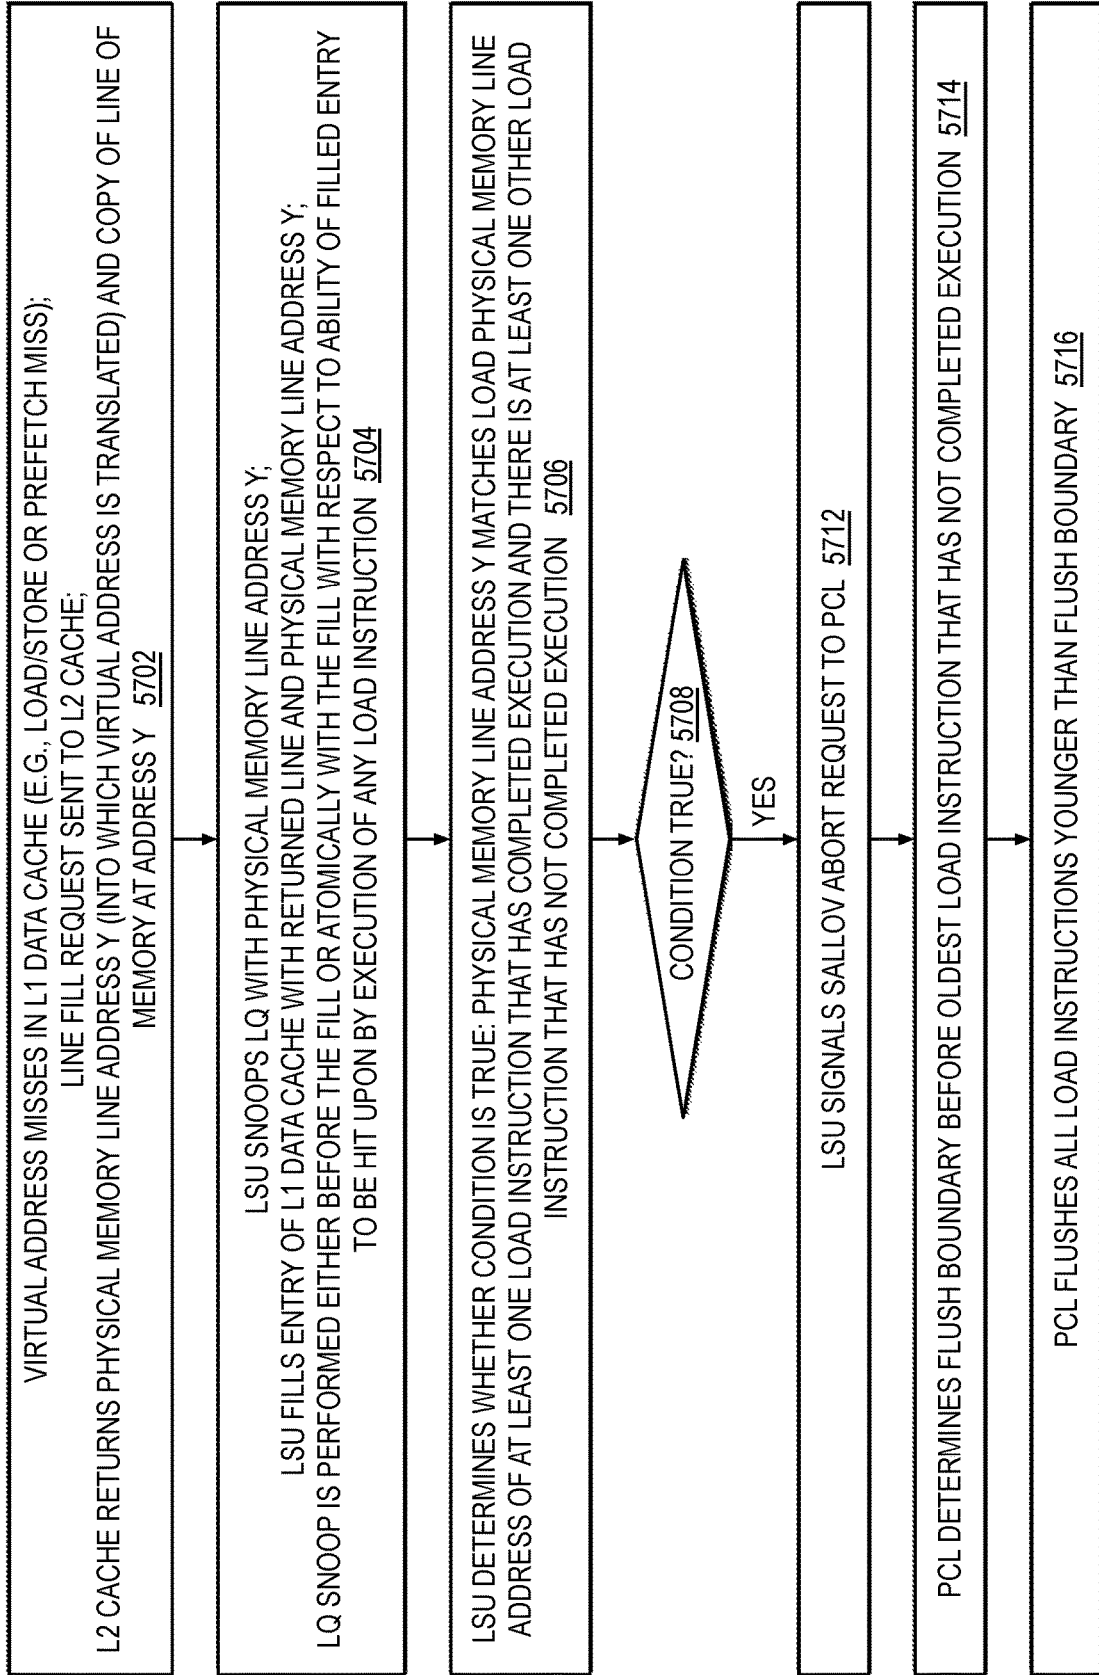 VIRTUAL ADDRESS MISSES IN L1 DATA CACHE (E.G., LOAD/STORE OR PREFETCH MISS);
LINE FILL REQUEST SENT TO L2 CACHE;
L2 CACHE RETURNS PHYSICAL MEMORY LINE ADDRESS Y (INTO WHICH VIRTUAL ADDRESS IS TRANSLATED) AND COPY OF LINE OF
MEMORY AT ADDRESS Y 5702
LSU SNOOPS LQ WITH PHYSICAL MEMORY LINE ADDRESS Y;
LSU FILLS ENTRY OF L1 DATA CACHE WITH RETURNED LINE AND PHYSICAL MEMORY LINE ADDRESS Y;
LQ SNOOP IS PERFORMED EITHER BEFORE THE FILL OR ATOMICALLY WITH THE FILL WITH RESPECT TO ABILITY OF FILLED ENTRY
TO BE HIT UPON BY EXECUTION OF ANY LOAD INSTRUCTION 5704
LSU DETERMINES WHETHER CONDITION IS TRUE: PHYSICAL MEMORY LINE ADDRESS Y MATCHES LOAD PHYSICAL MEMORY LINE
ADDRESS OF AT LEAST ONE LOAD INSTRUCTION THAT HAS COMPLETED EXECUTION AND THERE IS AT LEAST ONE OTHER LOAD
INSTRUCTION THAT HAS NOT COMPLETED EXECUTION 5706
CONDITION TRUE? 5708
YES
LSU SIGNALS SALLOV ABORT REQUEST TO PCL 5712
PCL DETERMINES FLUSH BOUNDARY BEFORE OLDEST LOAD INSTRUCTION THAT HAS NOT COMPLETED EXECUTION 5714
PCL FLUSHES ALL LOAD INSTRUCTIONS YOUNGER THAN FLUSH BOUNDARY 5716